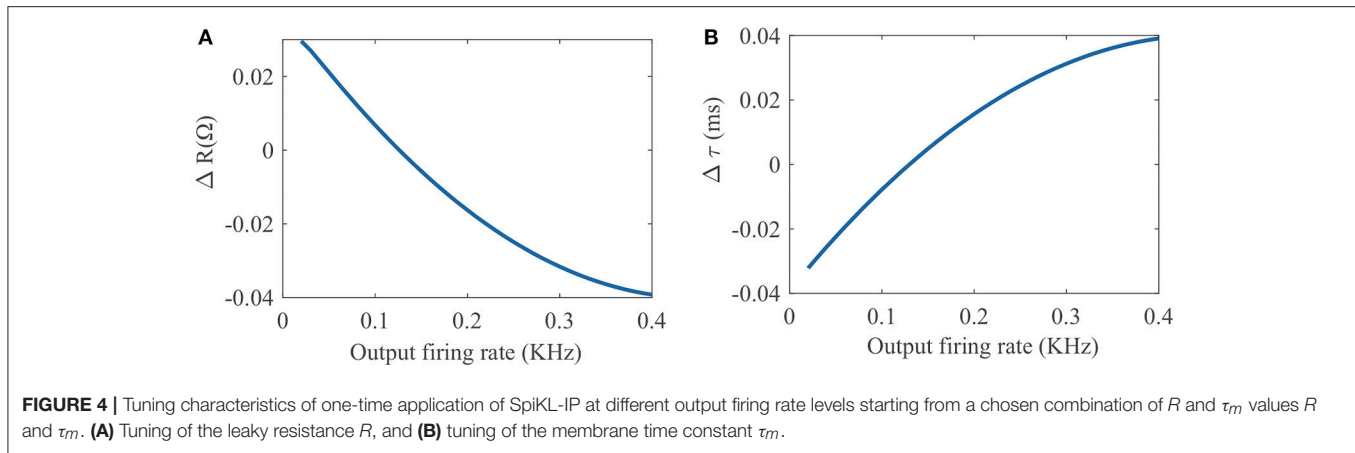 A
0.02
0
-0.02
-0.04
Δ R(Ω)
0 0.1 0.2 0.3 0.4
Output firing rate (KHz)
B
0.04
0.02
0
-0.02
-0.04
Δ τ (ms)
0 0.1 0.2 0.3 0.4
Output firing rate (KHz)
FIGURE 4 | Tuning characteristics of one-time application of SpiKL-IP at different output firing rate levels starting from a chosen combination of R and τm values R
and τm. (A) Tuning of the leaky resistance R, and (B) tuning of the membrane time constant τm.